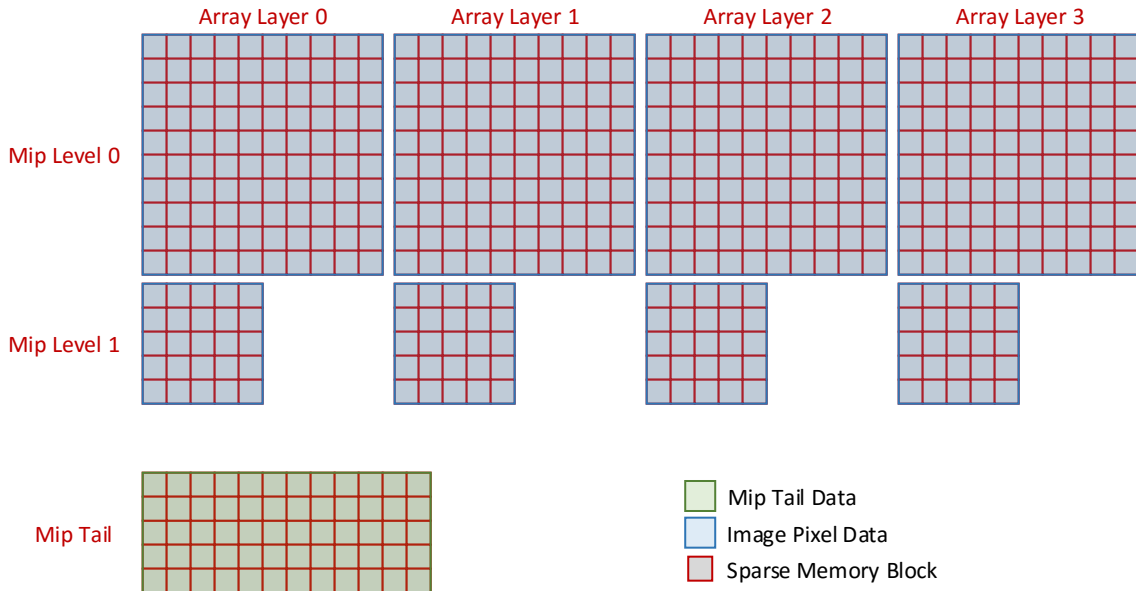 Array Layer 0
Array Layer 1
Array Layer 2
Array Layer 3
Mip Level 0
Mip Level 1
Mip Tail
Mip Tail Data
Image Pixel Data
Sparse Memory Block